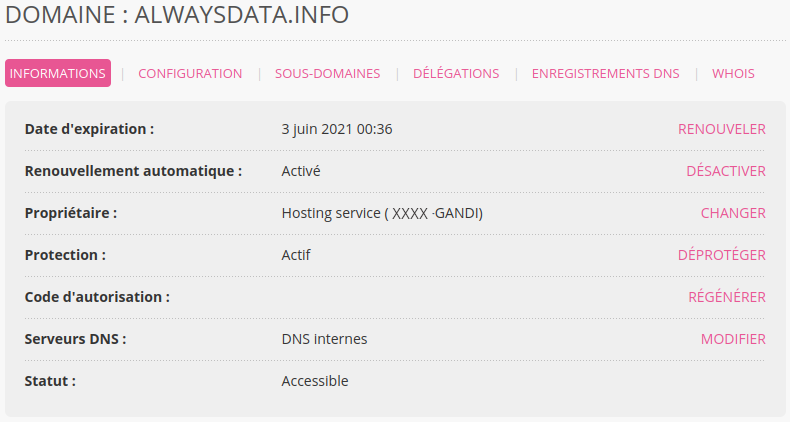 DOMAINE : ALWAYSDATA.INFO
INFORMATIONS | CONFIGURATION | SOUS-DOMAINES | DÉLÉGATIONS | ENREGISTREMENTS DNS | WHOIS
Date d'expiration : 3 juin 2021 00:36 RENOUVELER
Renouvellement automatique : Activé DÉSACTIVER
Propriétaire : Hosting service ( XXXX -GANDI) CHANGER
Protection : Actif DÉPROTÉGER
Code d'autorisation : RÉGÉNÉRER
Serveurs DNS : DNS internes MODIFIER
Statut : Accessible